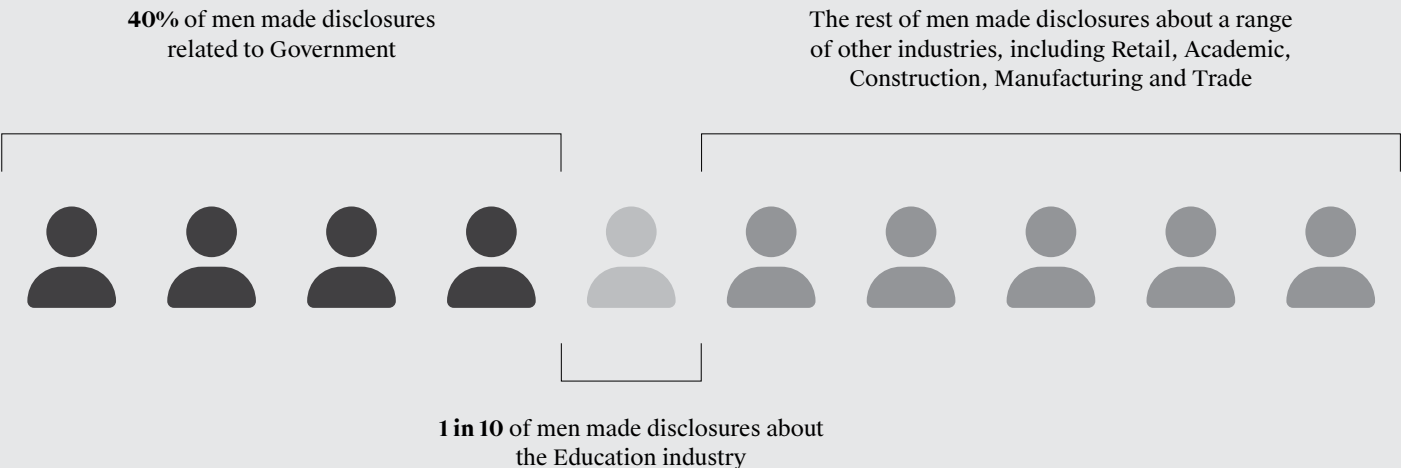 40% of men made disclosures
related to Government
The rest of men made disclosures about a range
of other industries, including Retail, Academic,
Construction, Manufacturing and Trade
1 in 10 of men made disclosures about
the Education industry